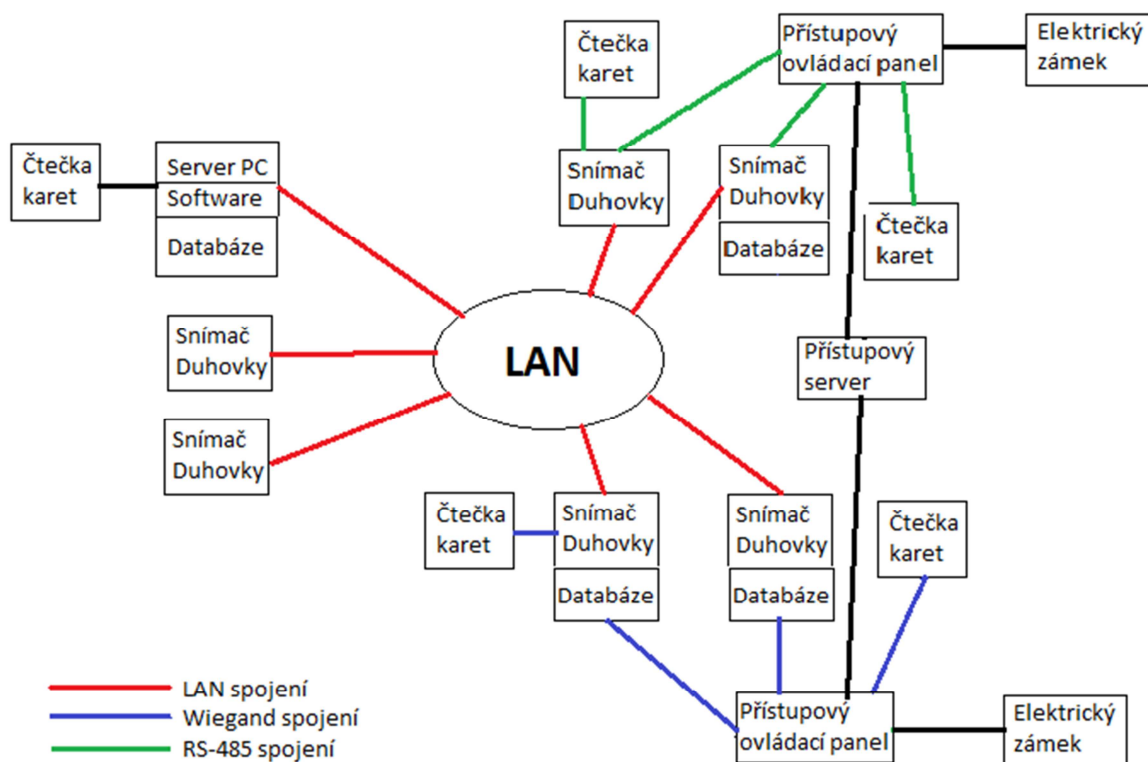 Čtečka
karet
Přístupový
ovládací panel
Elektrický
zámek
Čtečka
karet
Server PC
Software
Databáze
Snímač
Duhovky
Snímač
Duhovky
Databáze
Čtečka
karet
Snímač
Duhovky
LAN
Přístupový
server
Snímač
Duhovky
Čtečka
karet
Snímač
Duhovky
Databáze
Snímač
Duhovky
Databáze
Čtečka
karet
LAN spojení
Wiegand spojení
RS-485 spojení
Přístupový
ovládací panel
Elektrický
zámek